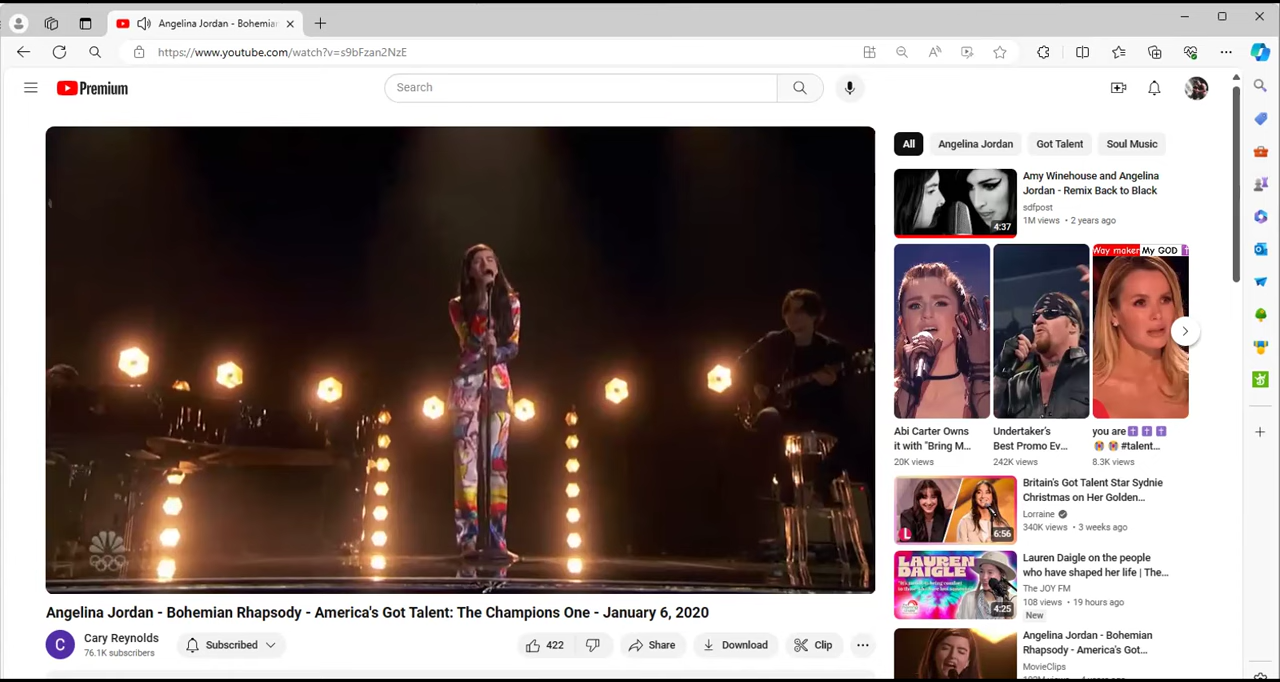 Angelina Jordan - Bohemian
https://www.youtube.com/watch?v=s9bFzan2NzE
Premium
Search
NBC
Angelina Jordan - Bohemian Rhapsody - America's Got Talent: The Champions One - January 6, 2020
C
Cary Reynolds
76.1K subscribers
Subscribed
422
Share
Download
Clip
All
Angelina Jordan
Got Talent
Soul Music
4:37
Amy Winehouse and Angelina
Jordan - Remix Back to Black
sdfpost
1M views • 2 years ago
Way maker My GOD
Abi Carter Owns
it with "Bring M...
20K views
Undertaker's
Best Promo Ev...
242K views
you are
#talent...
8.3K views
L
6:56
Britain's Got Talent Star Sydnie
Christmas on Her Golden...
Lorraine
340K views • 3 weeks ago
LAUREN
DAIGLE
4:25
Lauren Daigle on the people
who have shaped her life | The...
The JOY FM
108 views • 19 hours ago
New
Angelina Jordan - Bohemian
Rhapsody - America's Got...
MovieClips